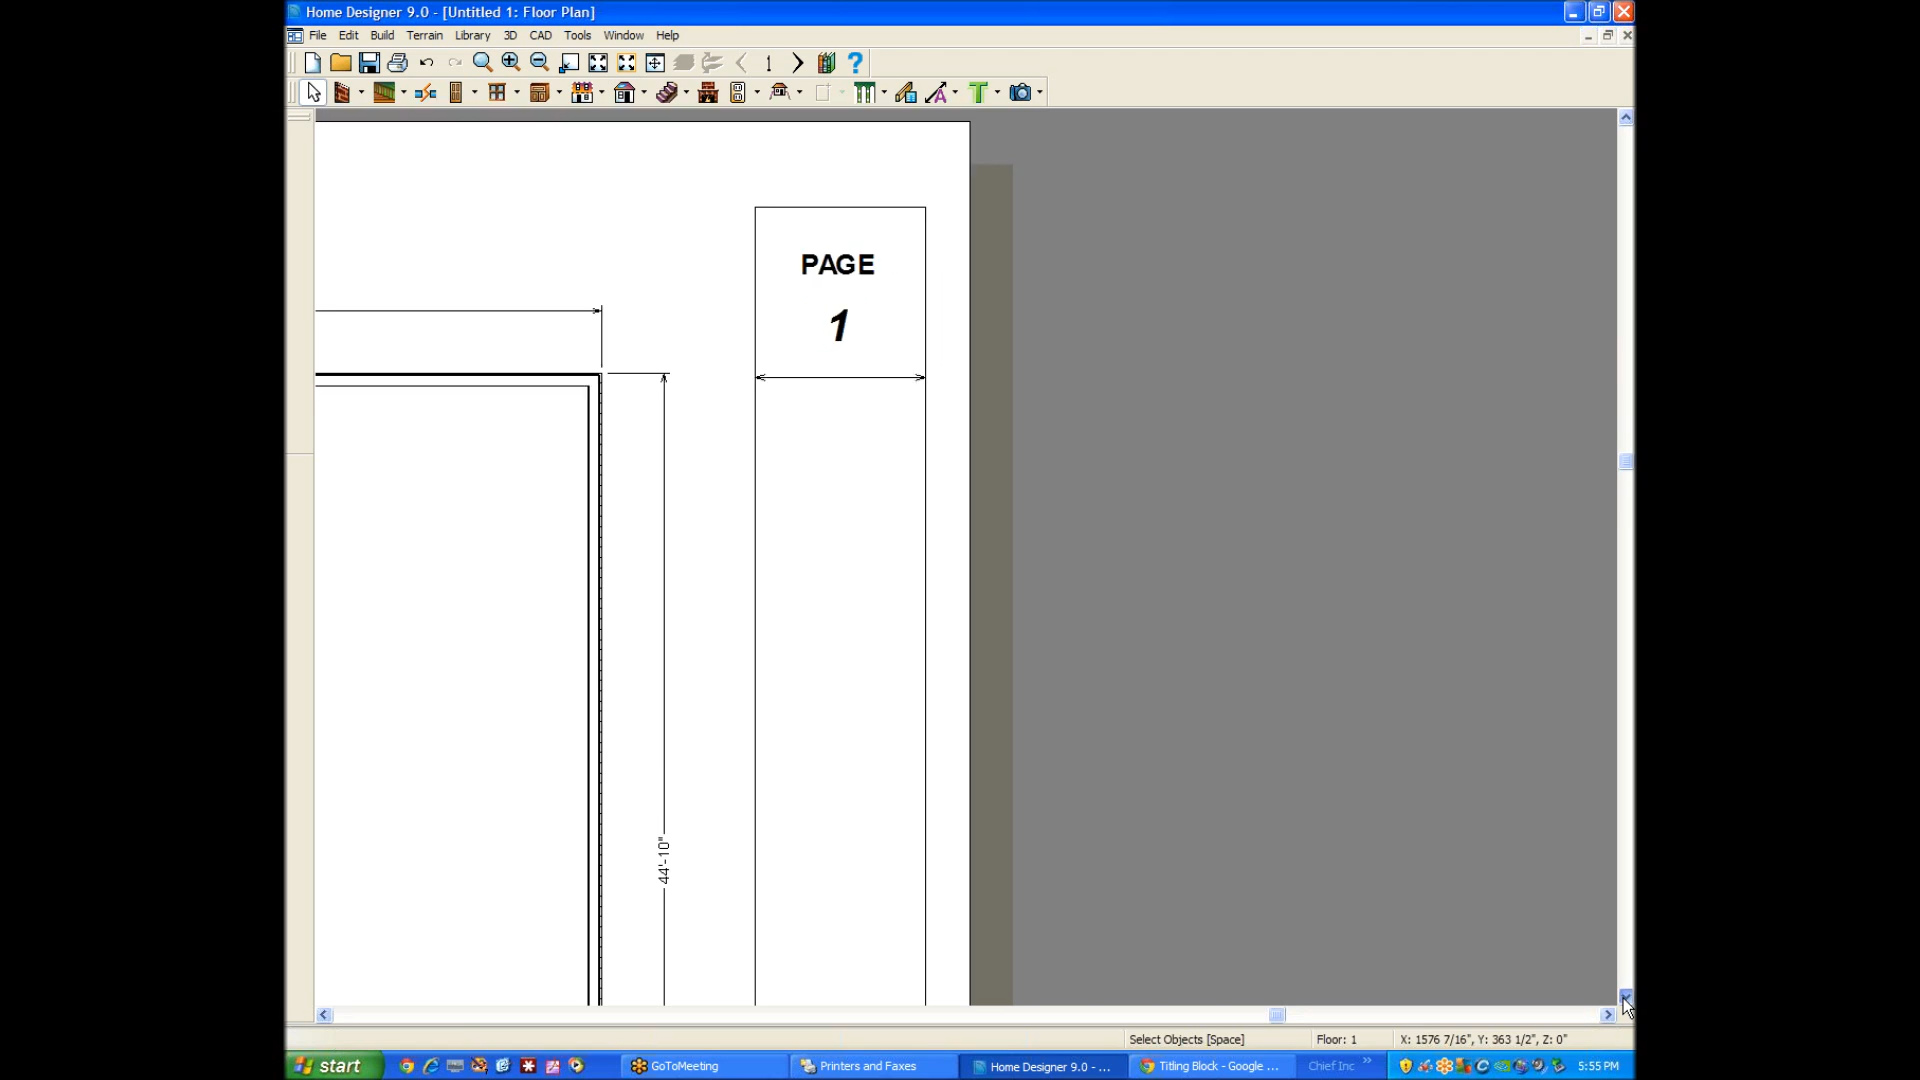 Home Designer 9.0 - [Untitled 1: Floor Plan]
File Edit Build Terrain Library 3D CAD Tools Window Help
1
PAGE
1
44'-10"
Select Objects [Space] Floor: 1 X: 1576 7/16", Y: 363 1/2", Z: 0"
start GoToMeeting Printers and Faxes Home Designer 9.0 - ... Titling Block - Google ... Chief Inc » 5:55 PM